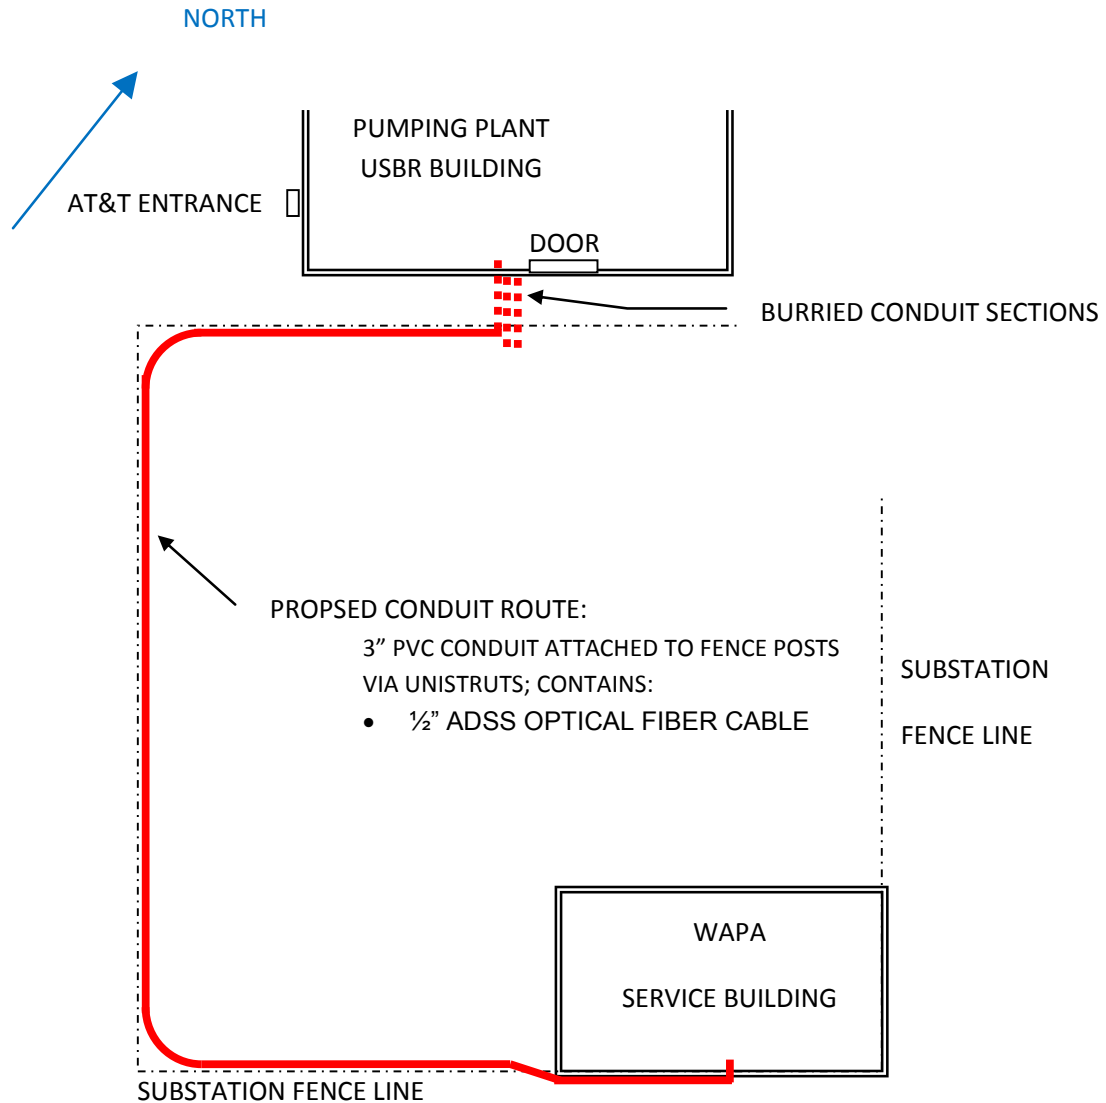 NORTH
PUMPING PLANT
USBR BUILDING
AT&T ENTRANCE
DOOR
BURRIED CONDUIT SECTIONS
PROPSED CONDUIT ROUTE:
3” PVC CONDUIT ATTACHED TO FENCE POSTS
VIA UNISTRUTS; CONTAINS:
• ½” ADSS OPTICAL FIBER CABLE
SUBSTATION
FENCE LINE
WAPA
SERVICE BUILDING
SUBSTATION FENCE LINE